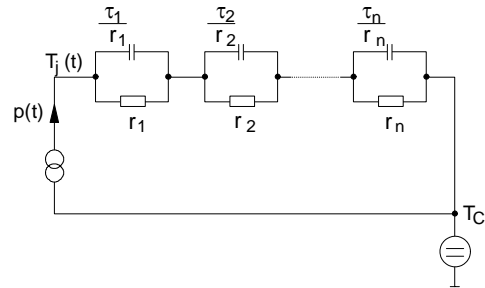 τ1 τ2 τn
r1 r2 rn
Tj (t)
p(t)
r1 r2 rn
TC